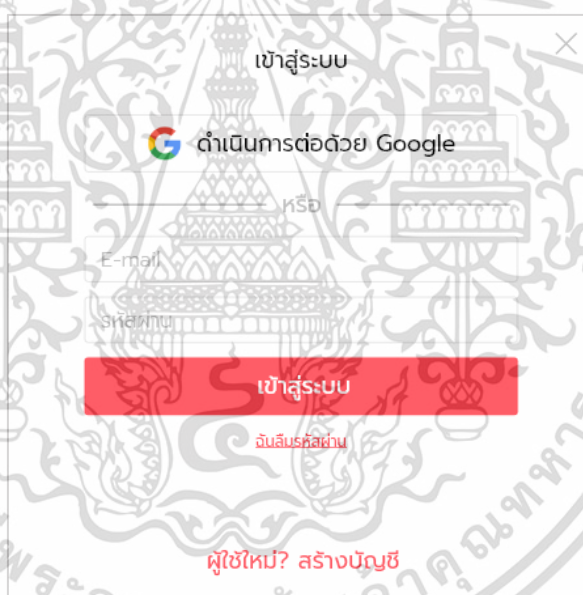 เข้าสู่ระบบ
ดำเนินการต่อด้วย Google
หรือ
E-mail
รหัสผ่าน
เข้าสู่ระบบ
ฉันลืมรหัสผ่าน
ผู้ใช้ใหม่? สร้างบัญชี